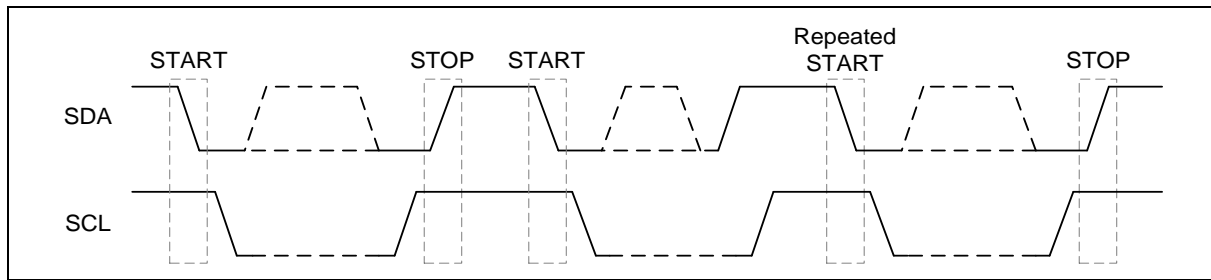 START
STOP
START
Repeated
START
STOP
SDA
SCL